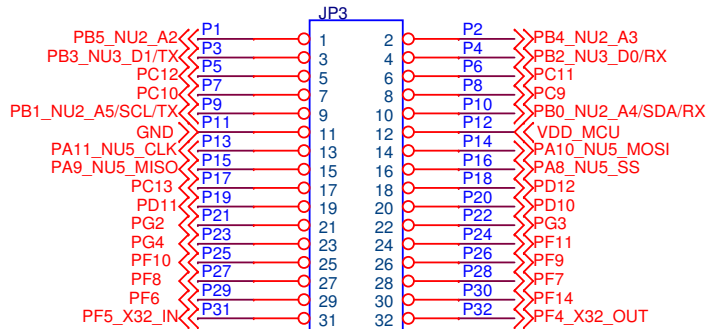 JP3
PB5_NU2_A2 P1 1 2 P2 PB4_NU2_A3
PB3_NU3_D1/TX P3 3 4 P4 PB2_NU3_D0/RX
PC12 P5 5 6 P6 PC11
PC10 P7 7 8 P8 PC9
PB1_NU2_A5/SCL/TX P9 9 10 P10 PB0_NU2_A4/SDA/RX
GND P11 11 12 P12 VDD_MCU
PA11_NU5_CLK P13 13 14 P14 PA10_NU5_MOSI
PA9_NU5_MISO P15 15 16 P16 PA8_NU5_SS
PC13 P17 17 18 P18 PD12
PD11 P19 19 20 P20 PD10
PG2 P21 21 22 P22 PG3
PG4 P23 23 24 P24 PF11
PF10 P25 25 26 P26 PF9
PF8 P27 27 28 P28 PF7
PF6 P29 29 30 P30 PF14
PF5_X32_IN P31 31 32 P32 PF4_X32_OUT